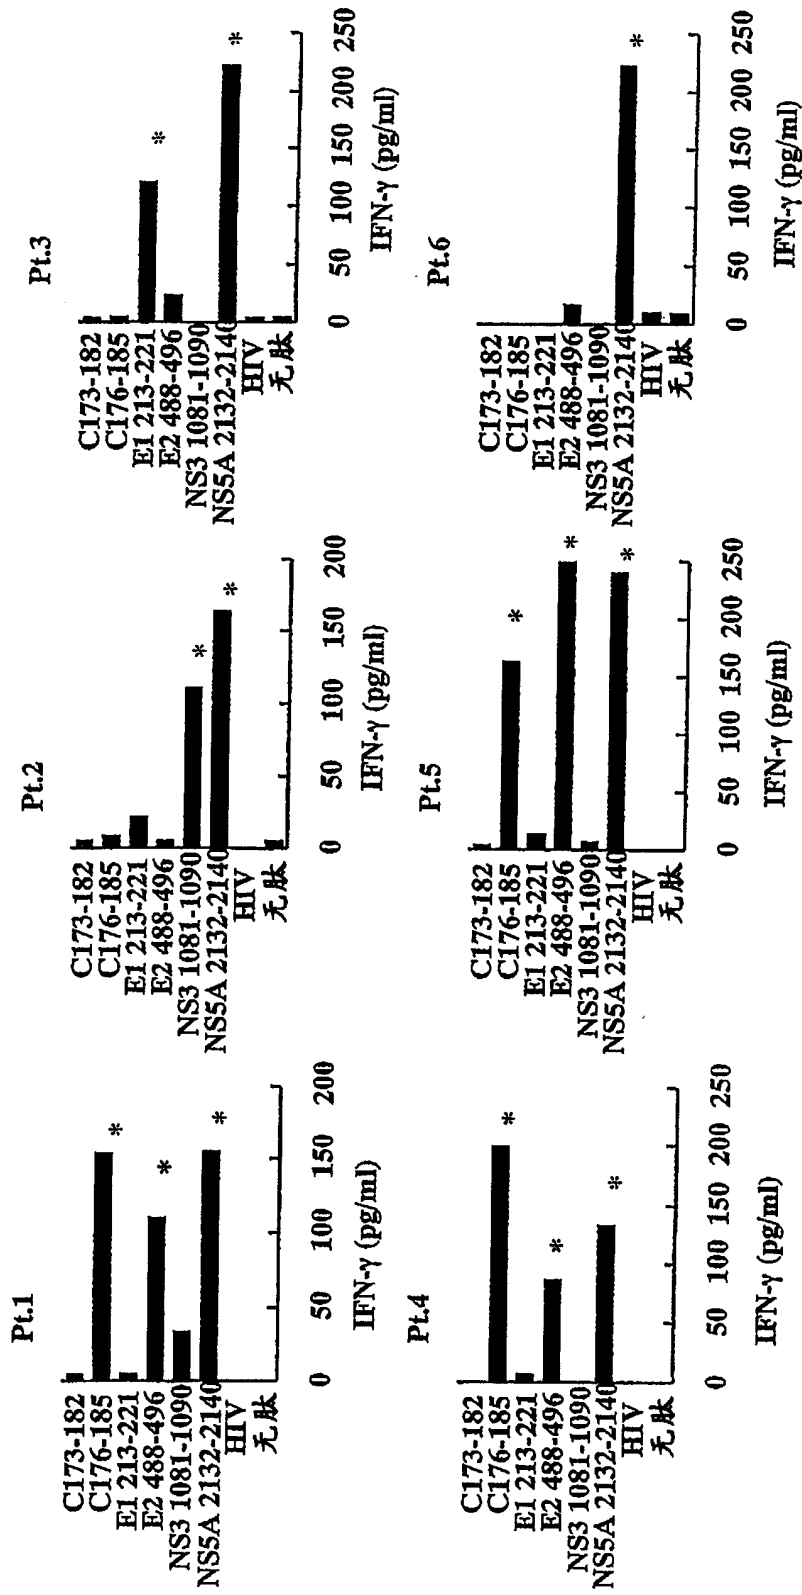 Pt.1
C173-182
C176-185
E1 213-221
E2 488-496
NS3 1081-1090
NS5A 2132-2140
HIV
无肽
* * *
0 50 100 150 200
IFN-γ (pg/ml)
Pt.2
C173-182
C176-185
E1 213-221
E2 488-496
NS3 1081-1090
NS5A 2132-2140
HIV
无肽
* *
0 50 100 150 200
IFN-γ (pg/ml)
Pt.3
C173-182
C176-185
E1 213-221
E2 488-496
NS3 1081-1090
NS5A 2132-2140
HIV
无肽
* *
0 50 100 150 200 250
IFN-γ (pg/ml)
Pt.4
C173-182
C176-185
E1 213-221
E2 488-496
NS3 1081-1090
NS5A 2132-2140
HIV
无肽
* * *
0 50 100 150 200 250
IFN-γ (pg/ml)
Pt.5
C173-182
C176-185
E1 213-221
E2 488-496
NS3 1081-1090
NS5A 2132-2140
HIV
无肽
* * *
0 50 100 150 200 250
IFN-γ (pg/ml)
Pt.6
C173-182
C176-185
E1 213-221
E2 488-496
NS3 1081-1090
NS5A 2132-2140
HIV
无肽
*
0 50 100 150 200 250
IFN-γ (pg/ml)